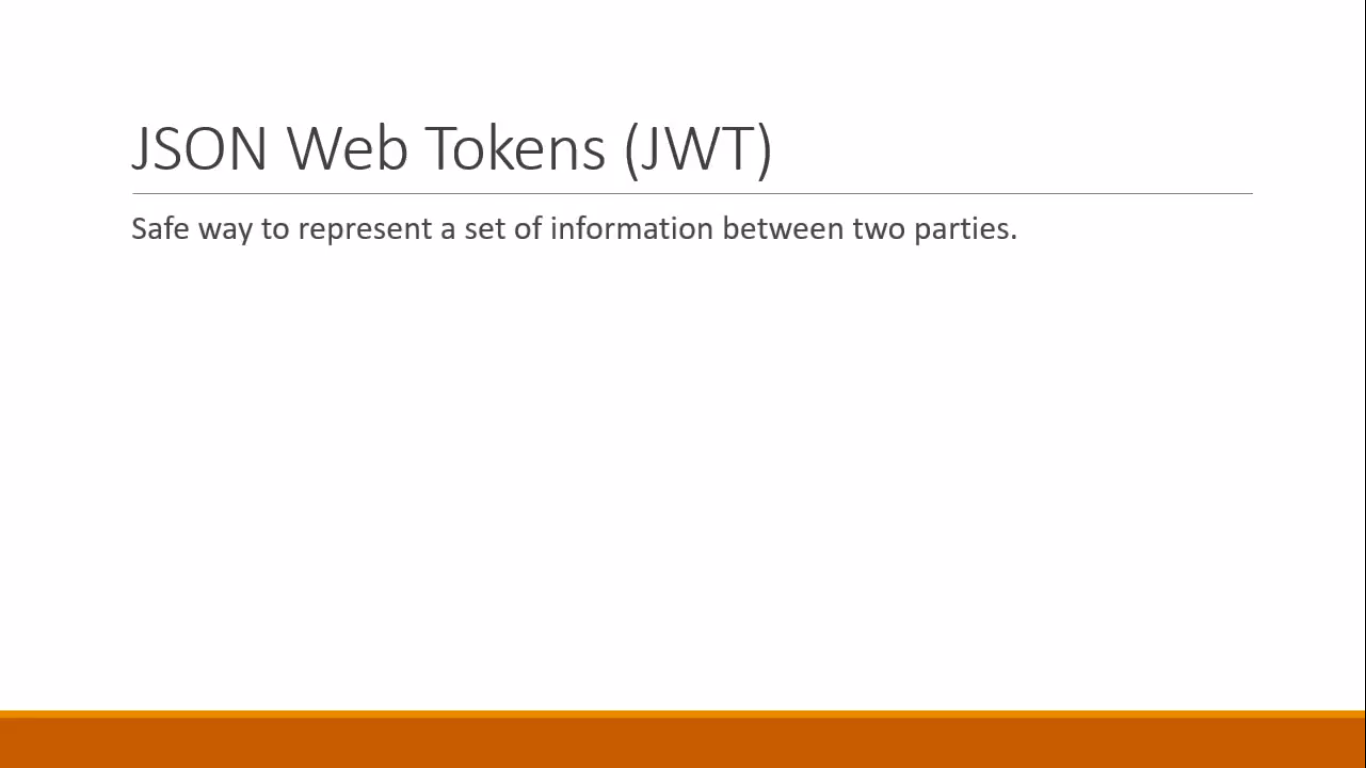 JSON Web Tokens (JWT)
Safe way to represent a set of information between two parties.